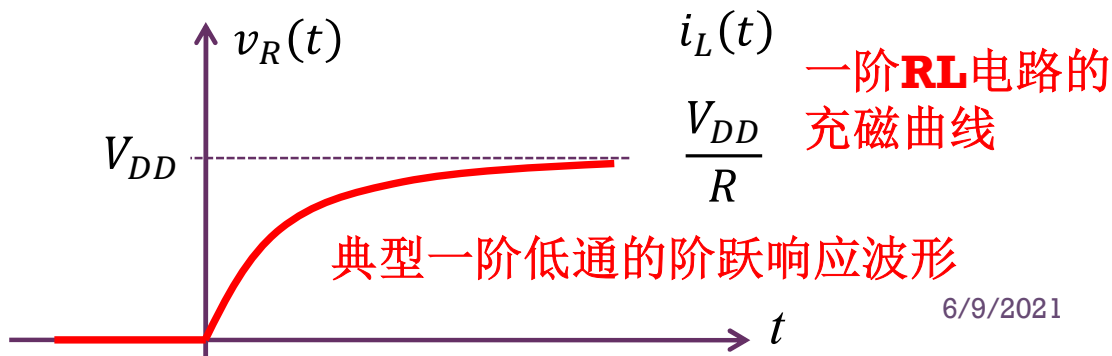 v_R(t)
i_L(t)
一阶RL电路的
充磁曲线
V_DD
V_DD
R
典型一阶低通的阶跃响应波形
6/9/2021
t